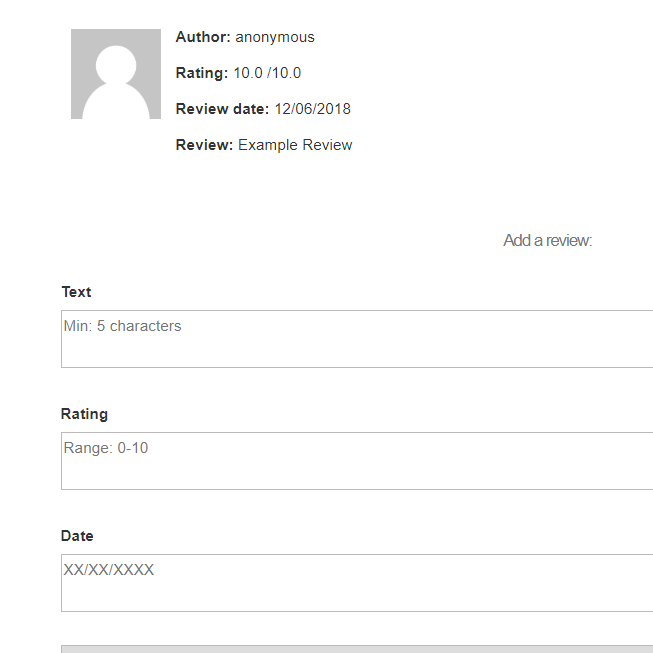 Author: anonymous
Rating: 10.0 /10.0
Review date: 12/06/2018
Review: Example Review
Add a review:
Text
Min: 5 characters
Rating
Range: 0-10
Date
XX/XX/XXXX